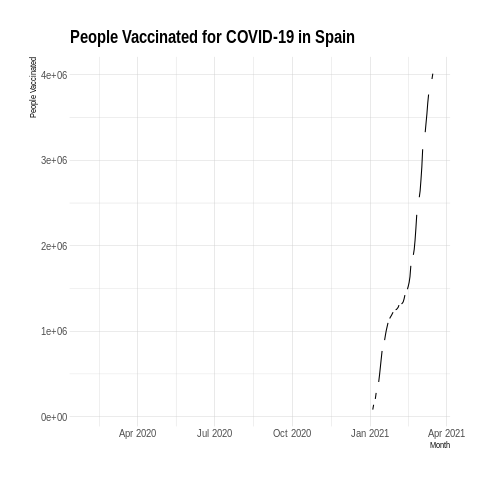 People Vaccinated for COVID-19 in Spain
People Vaccinated
4e+06
3e+06
2e+06
1e+06
0e+00
Apr 2020 Jul 2020 Oct 2020 Jan 2021 Apr 2021
Month